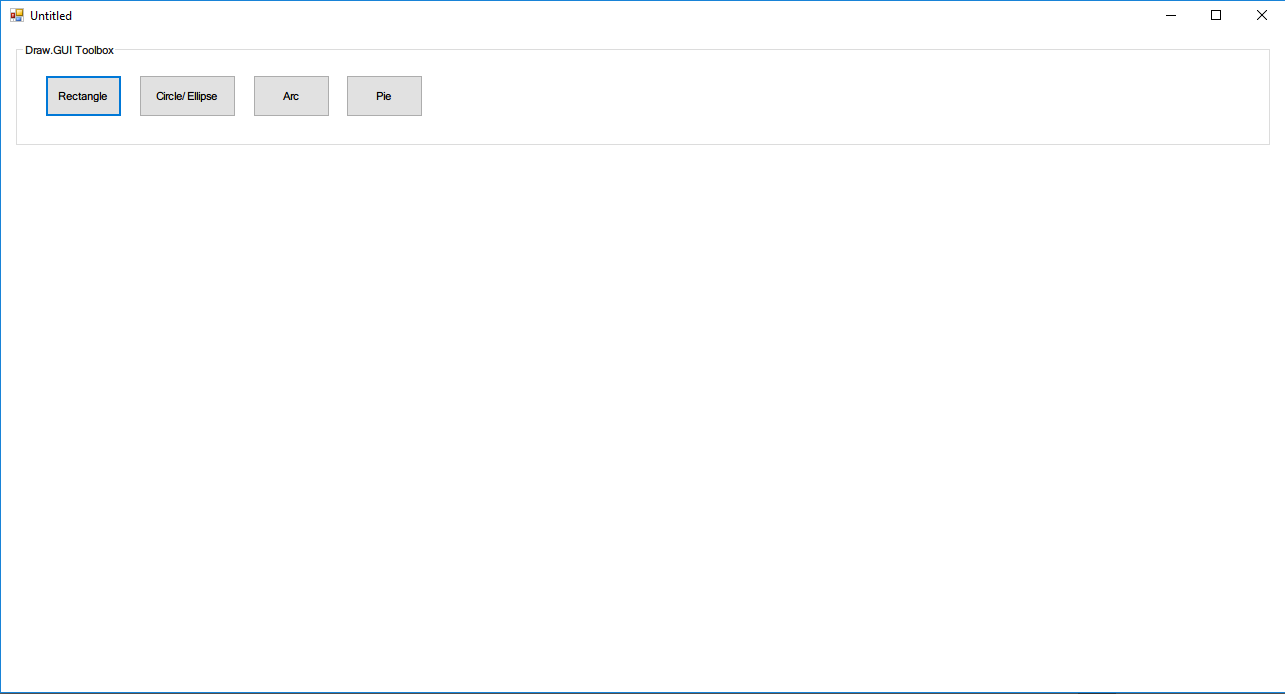 Untitled
Draw.GUI Toolbox
Rectangle Circle/ Ellipse Arc Pie